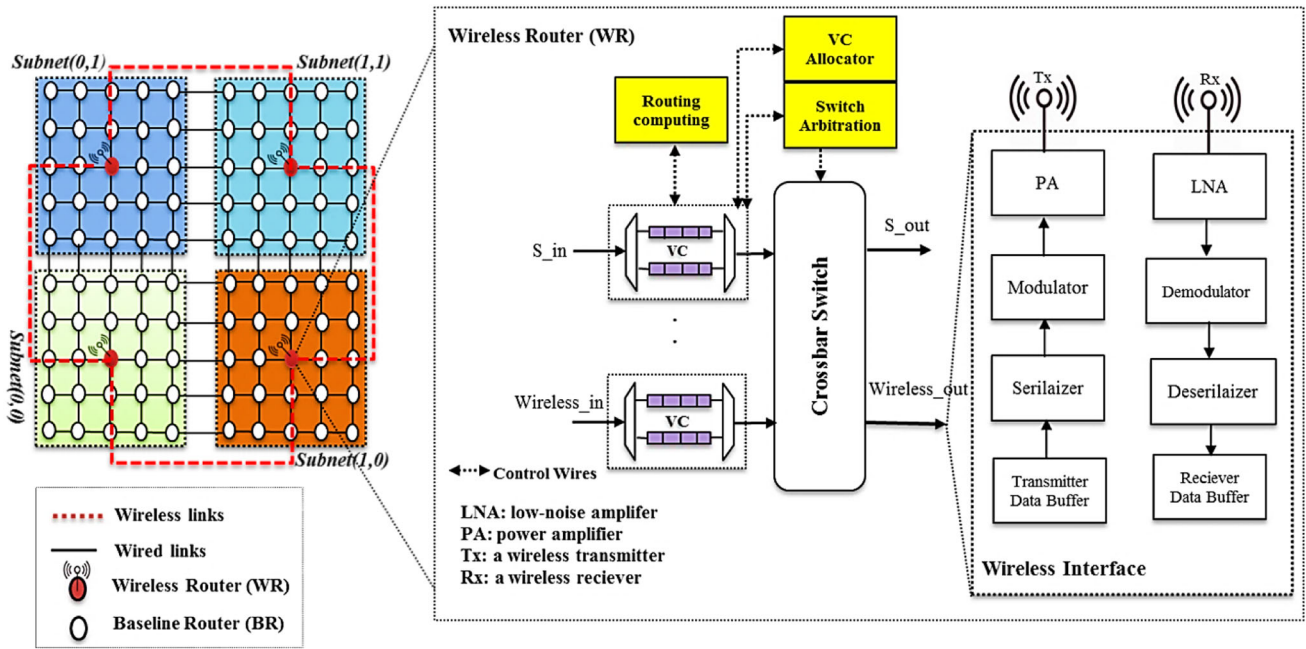 Subnet(0,1)
Subnet(1,1)
Subnet(0,0)
Subnet(1,0)
Wireless links
Wired links
Wireless Router (WR)
Baseline Router (BR)
Wireless Router (WR)
VC
Allocator
Routing
computing
Switch
Arbitration
S_in
VC
S_out
Crossbar Switch
Wireless_in
VC
Wireless_out
Control Wires
LNA: low-noise amplifer
PA: power amplifier
Tx: a wireless transmitter
Rx: a wireless reciever
Tx
Rx
PA
LNA
Modulator
Demodulator
Serilaizer
Deserilaizer
Transmitter
Data Buffer
Reciever
Data Buffer
Wireless Interface